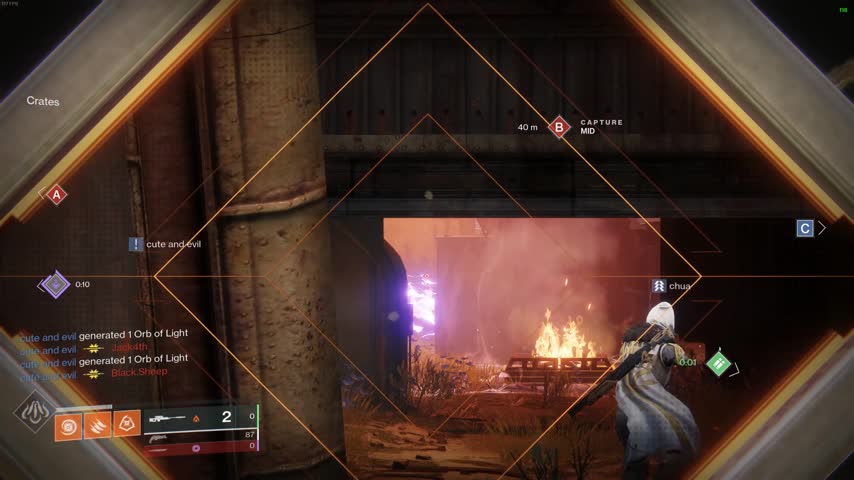 118
Crates
40 m
B
CAPTURE
MID
A
C
! cute and evil
0:10
chua
cute and evil generated 1 Orb of Light
cute and evil Jack4th
cute and evil generated 1 Orb of Light
cute and evil Black.Sheep
0:01
2 0
87
0